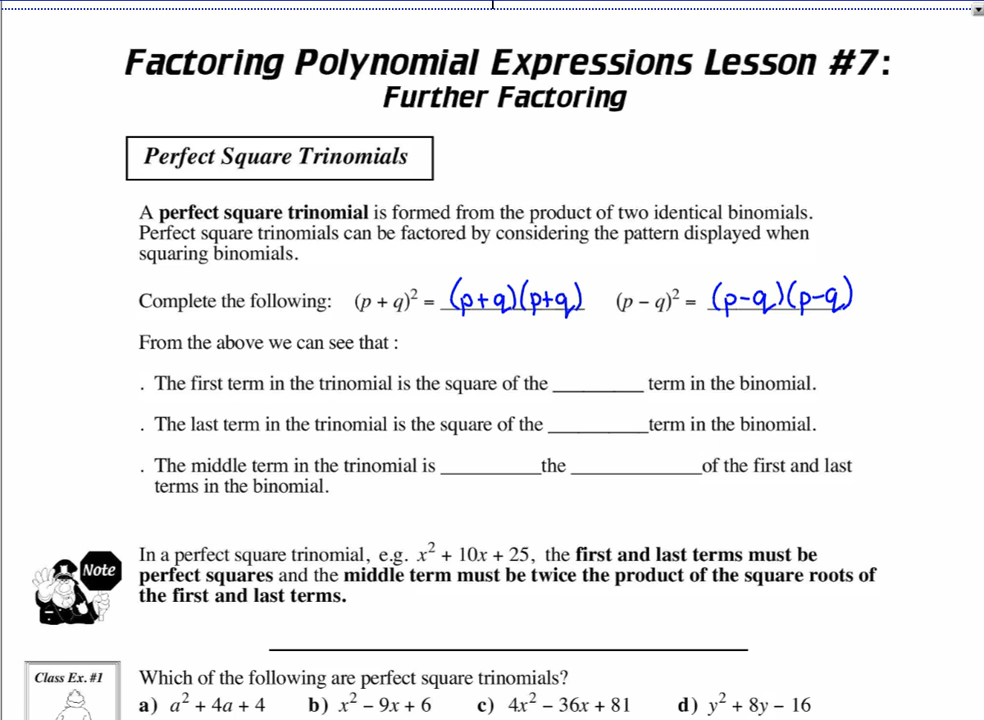 Factoring Polynomial Expressions Lesson #7:
Further Factoring
Perfect Square Trinomials
A perfect square trinomial is formed from the product of two identical binomials.
Perfect square trinomials can be factored by considering the pattern displayed when
squaring binomials.
Complete the following: (p + q)² = (p+q)(p+q) (p − q)² = (p−q)(p−q)
From the above we can see that :
. The first term in the trinomial is the square of the _________ term in the binomial.
. The last term in the trinomial is the square of the __________term in the binomial.
. The middle term in the trinomial is __________the _____________of the first and last
terms in the binomial.
Note
In a perfect square trinomial, e.g. x² + 10x + 25, the first and last terms must be
perfect squares and the middle term must be twice the product of the square roots of
the first and last terms.
Class Ex. #1
Which of the following are perfect square trinomials?
a) a² + 4a + 4 b) x² − 9x + 6 c) 4x² − 36x + 81 d) y² + 8y − 16